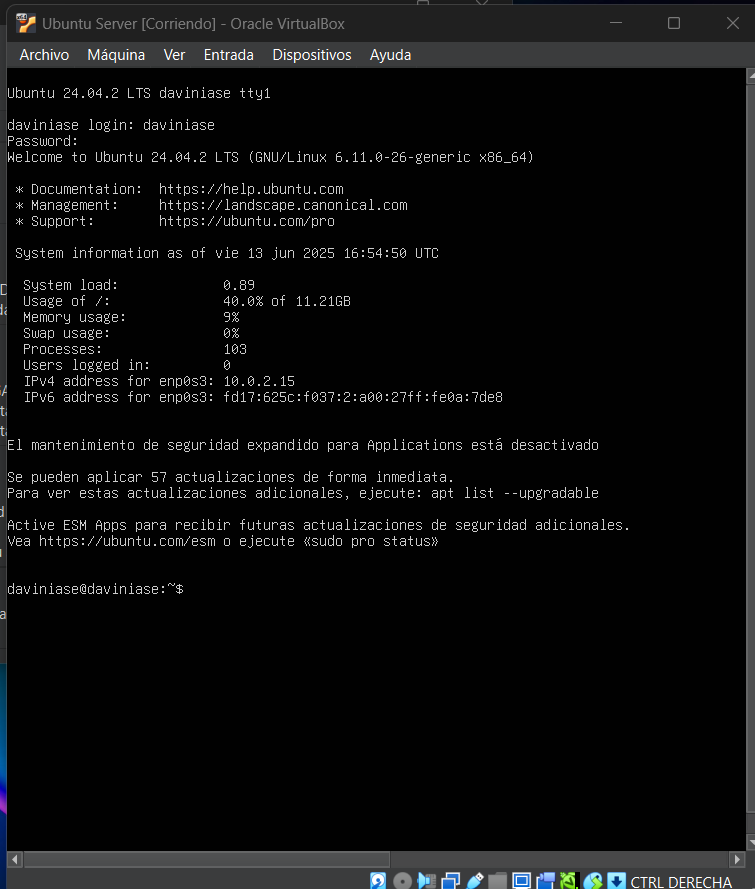 Ubuntu Server [Corriendo] - Oracle VirtualBox
Archivo Máquina Ver Entrada Dispositivos Ayuda
Ubuntu 24.04.2 LTS daviniase tty1
daviniase login: daviniase
Password:
Welcome to Ubuntu 24.04.2 LTS (GNU/Linux 6.11.0-26-generic x86_64)
* Documentation: https://help.ubuntu.com
* Management: https://landscape.canonical.com
* Support: https://ubuntu.com/pro
System information as of vie 13 jun 2025 16:54:50 UTC
System load: 0.89
Usage of /: 40.0% of 11.21GB
Memory usage: 9%
Swap usage: 0%
Processes: 103
Users logged in: 0
IPv4 address for enp0s3: 10.0.2.15
IPv6 address for enp0s3: fd17:625c:f037:2:a00:27ff:fe0a:7de8
El mantenimiento de seguridad expandido para Applications está desactivado
Se pueden aplicar 57 actualizaciones de forma inmediata.
Para ver estas actualizaciones adicionales, ejecute: apt list --upgradable
Active ESM Apps para recibir futuras actualizaciones de seguridad adicionales.
Vea https://ubuntu.com/esm o ejecute «sudo pro status»
daviniase@daviniase:~$
CTRL DERECHA